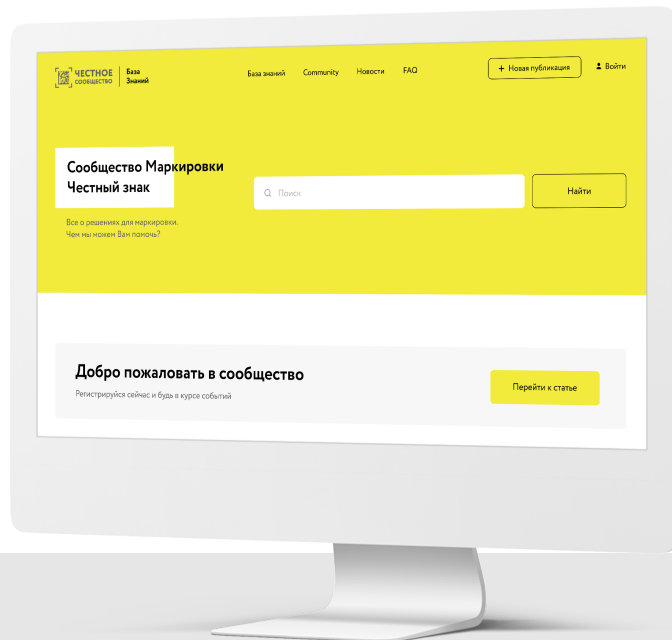 ЧЕСТНОЕ
СООБЩЕСТВО
База
Знаний
База знаний Community Новости FAQ
+ Новая публикация
Войти
Сообщество Маркировки
Честный знак
Поиск
Найти
Все о решениях для маркировки.
Чем мы можем Вам помочь?
Добро пожаловать в сообщество
Регистрируйся сейчас и будь в курсе событий
Перейти к статье